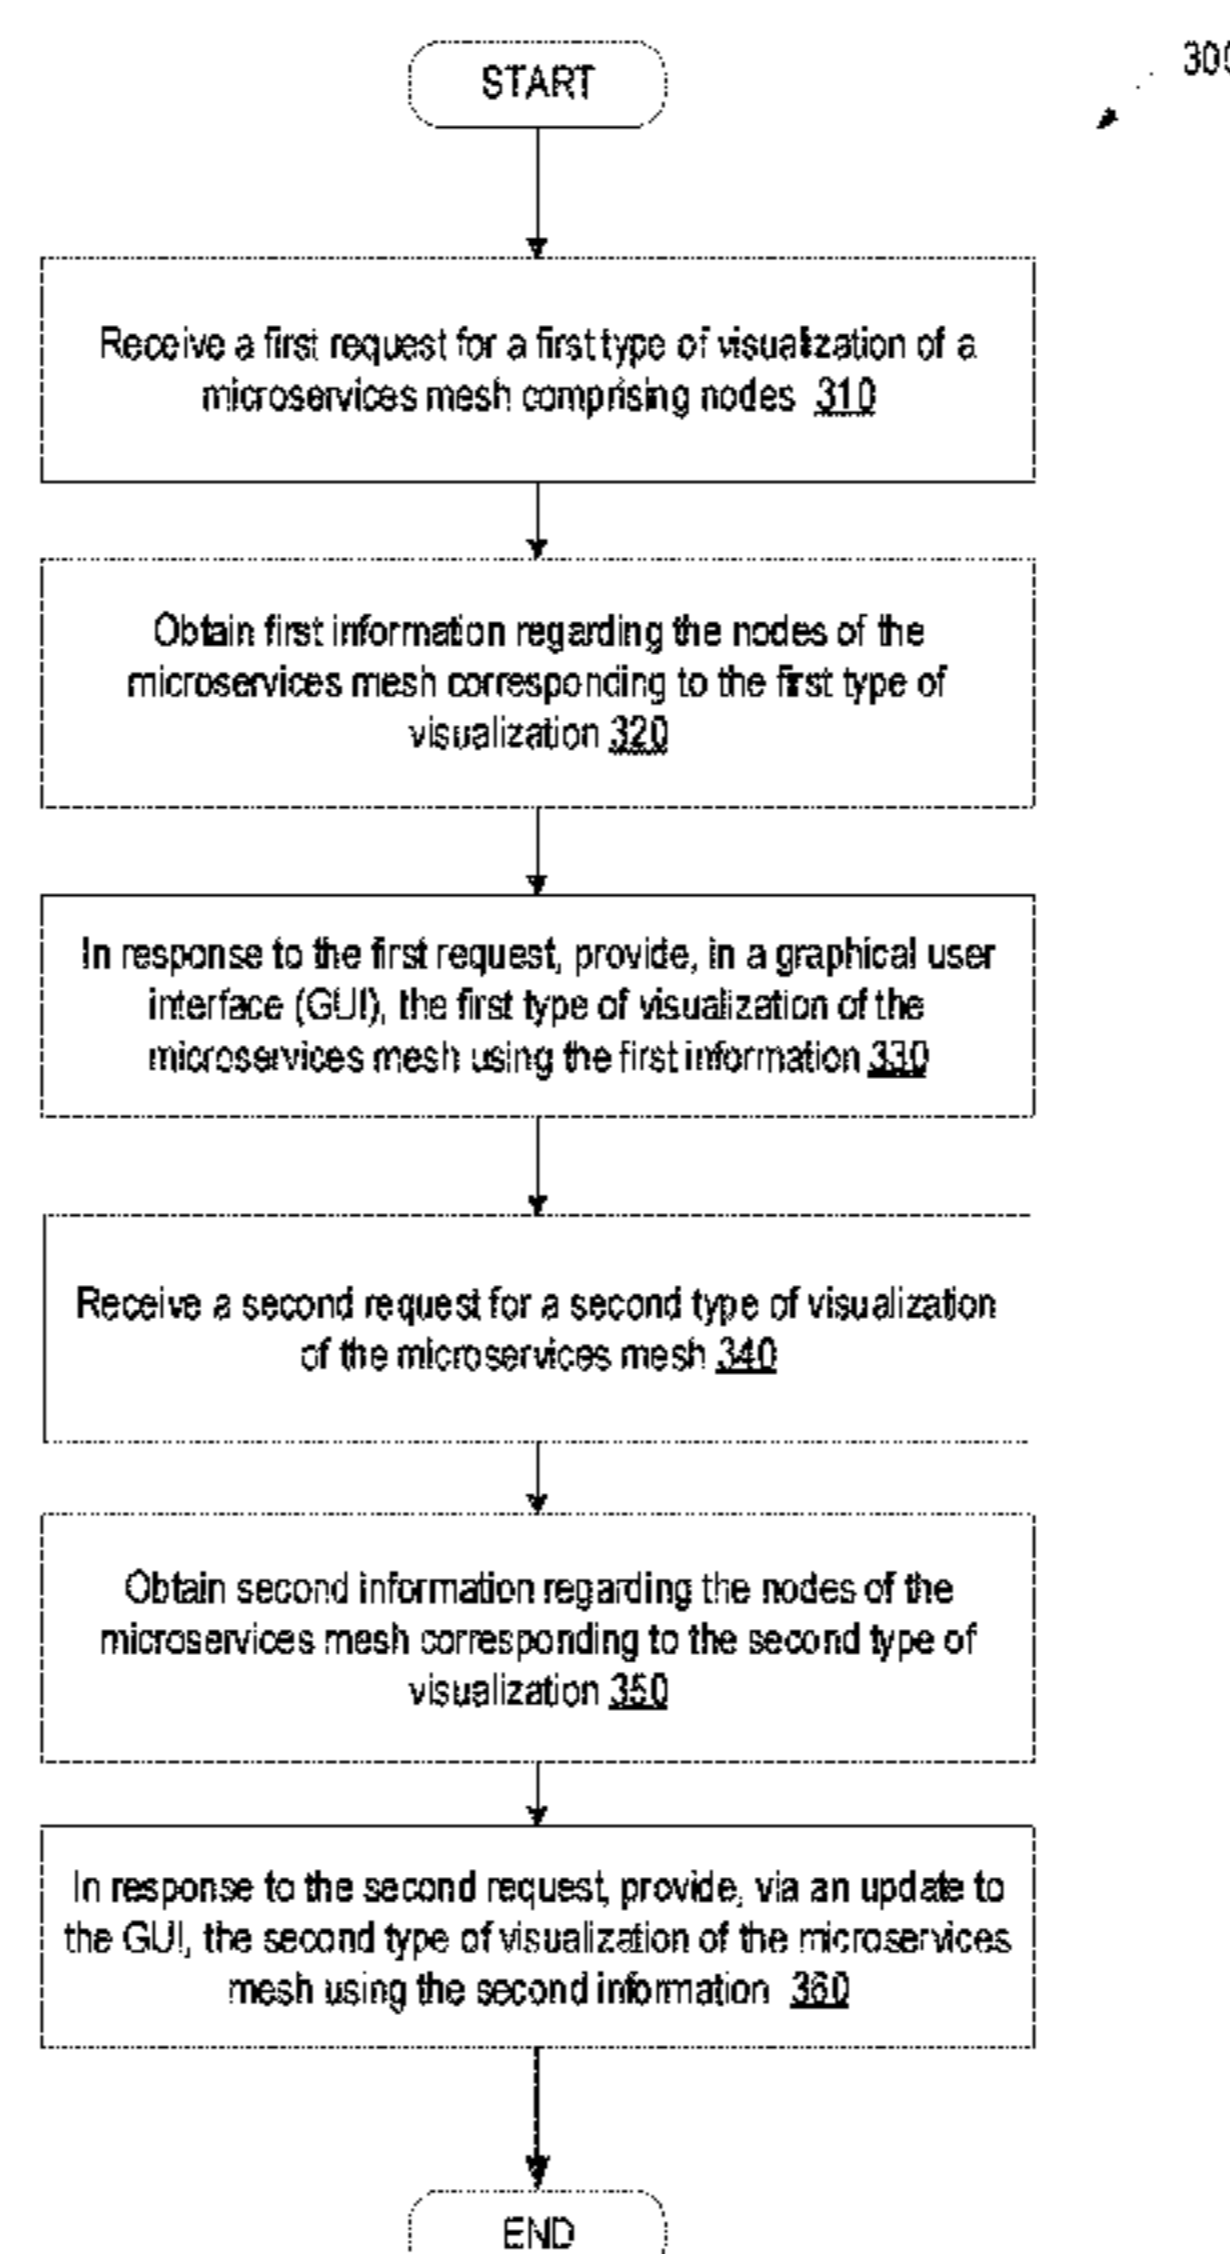 START
300
Receive a first request for a first type of visualization of a
microservices mesh comprising nodes 310
Obtain first information regarding the nodes of the
microservices mesh corresponding to the first type of
visualization 320
In response to the first request, provide, in a graphical user
interface (GUI), the first type of visualization of the
microservices mesh using the first information 330
Receive a second request for a second type of visualization
of the microservices mesh 340
Obtain second information regarding the nodes of the
microservices mesh corresponding to the second type of
visualization 350
In response to the second request, provide, via an update to
the GUI, the second type of visualization of the microservices
mesh using the second information 360
END